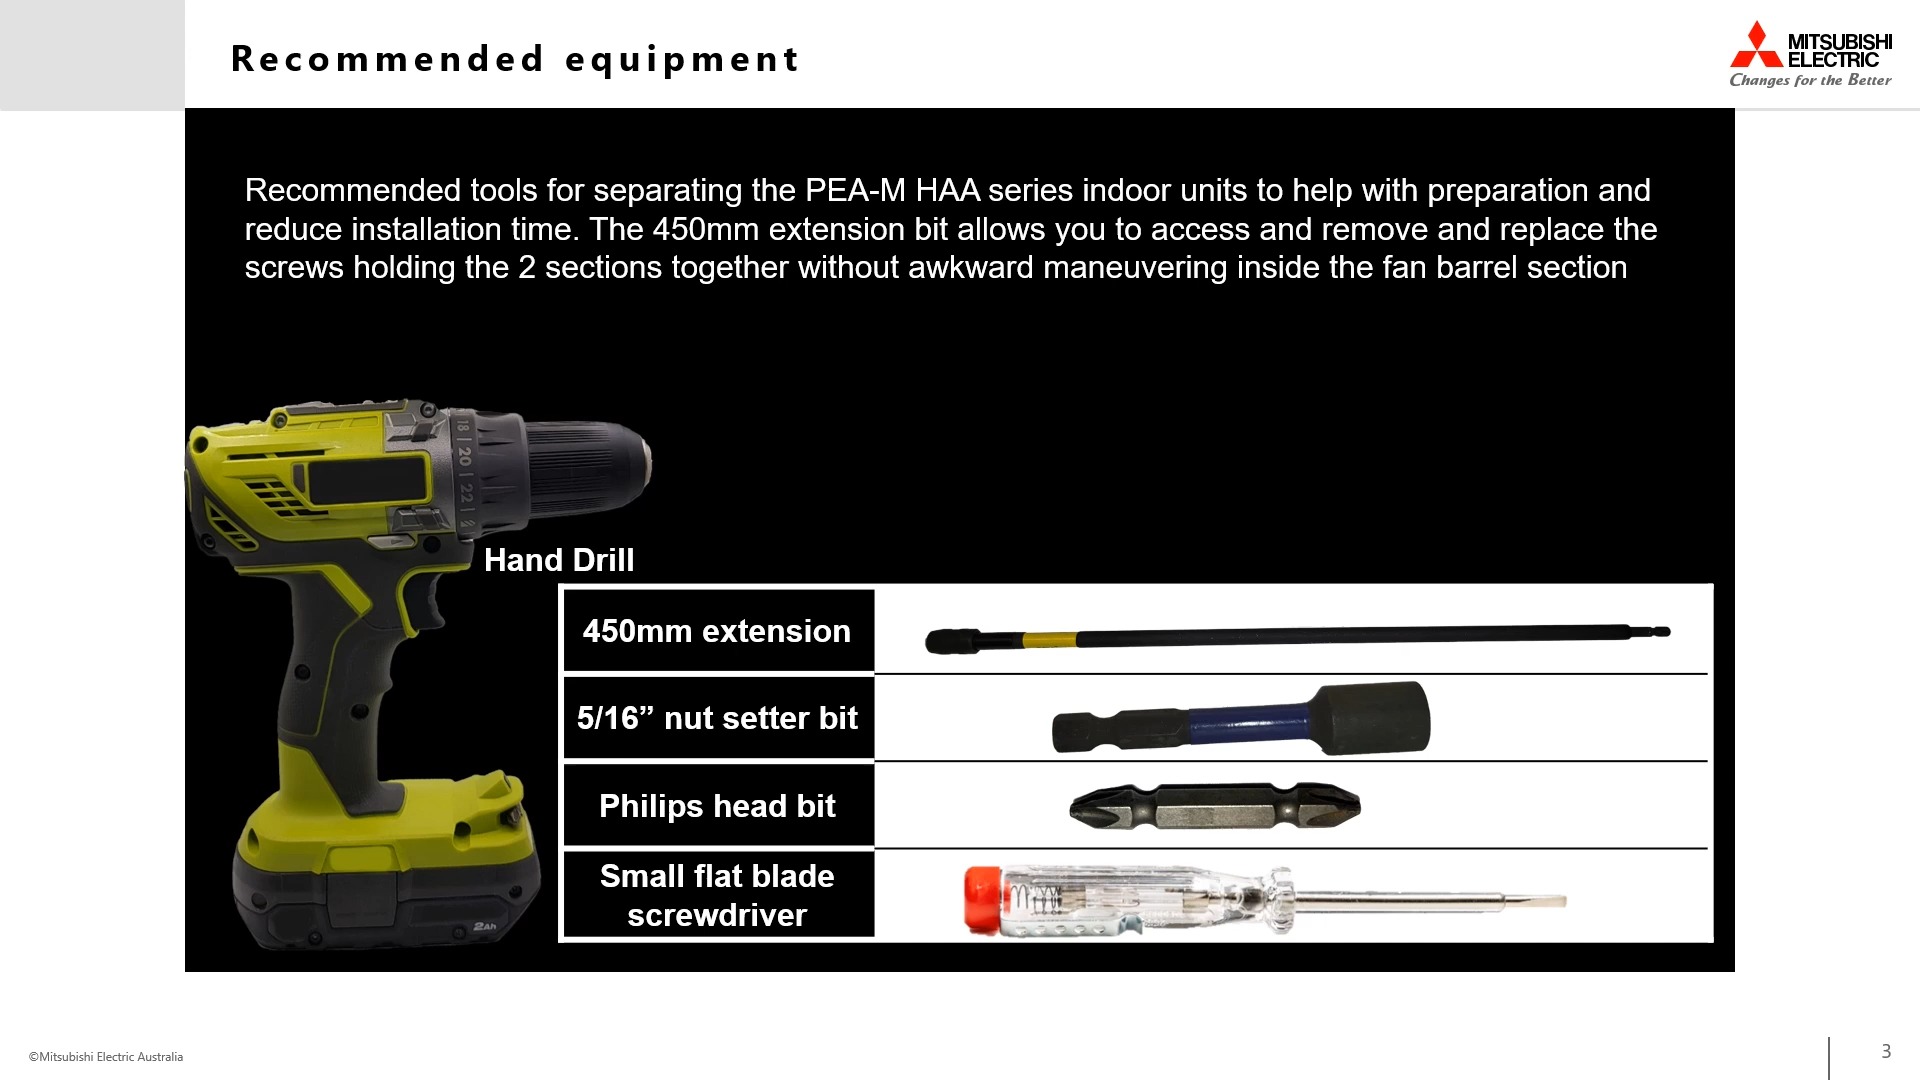 Recommended equipment
MITSUBISHI
ELECTRIC
Changes for the Better
Recommended tools for separating the PEA-M HAA series indoor units to help with preparation and
reduce installation time. The 450mm extension bit allows you to access and remove and replace the
screws holding the 2 sections together without awkward maneuvering inside the fan barrel section
18
20
22
Hand Drill
450mm extension
5/16” nut setter bit
Philips head bit
Small flat blade
screwdriver
2Ah
©Mitsubishi Electric Australia
3